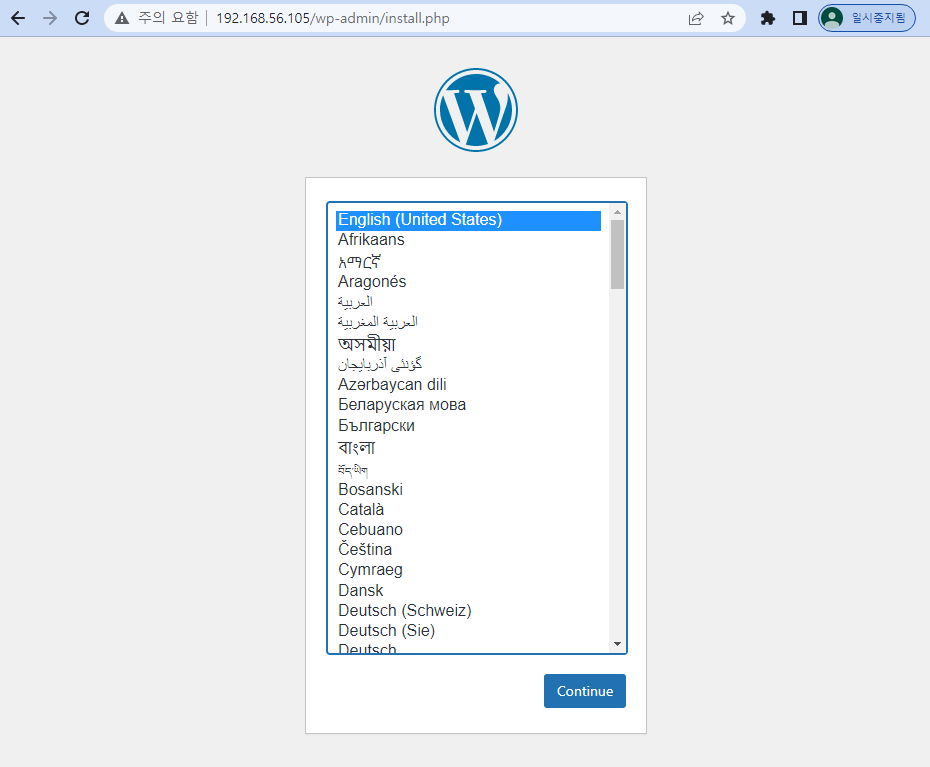 주의 요함 192.168.56.105/wp-admin/install.php 일시중지됨
English (United States)
Afrikaans
አማርኛ
Aragonés
العربية
العربية المغربية
অসমীয়া
گؤنئی آذربایجان
Azərbaycan dili
Беларуская мова
Български
বাংলা
བོད་ཡིག
Bosanski
Català
Cebuano
Čeština
Cymraeg
Dansk
Deutsch (Schweiz)
Deutsch (Sie)
Deutsch
Continue